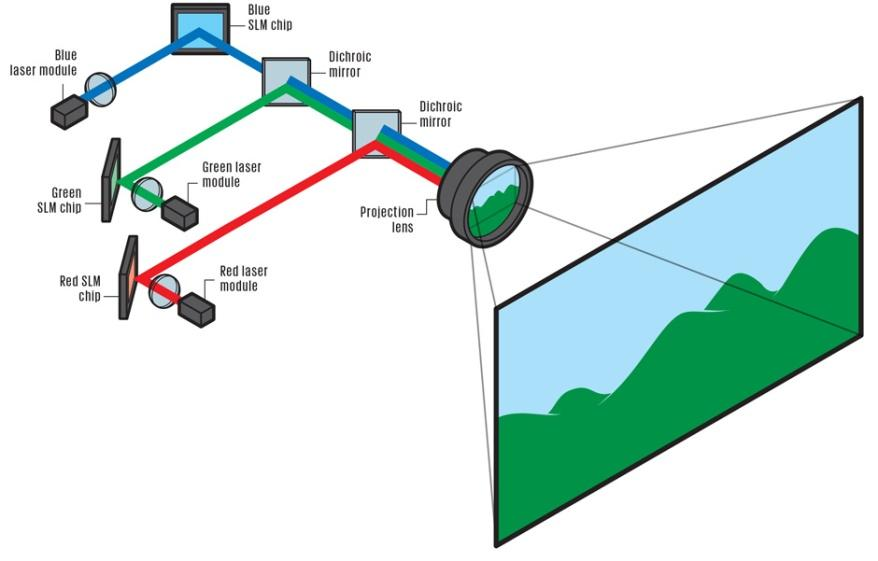 Blue
SLM chip
Blue
laser module
Dichroic
mirror
Dichroic
mirror
Green laser
module
Green
SLM chip
Projection
lens
Red SLM
chip
Red laser
module